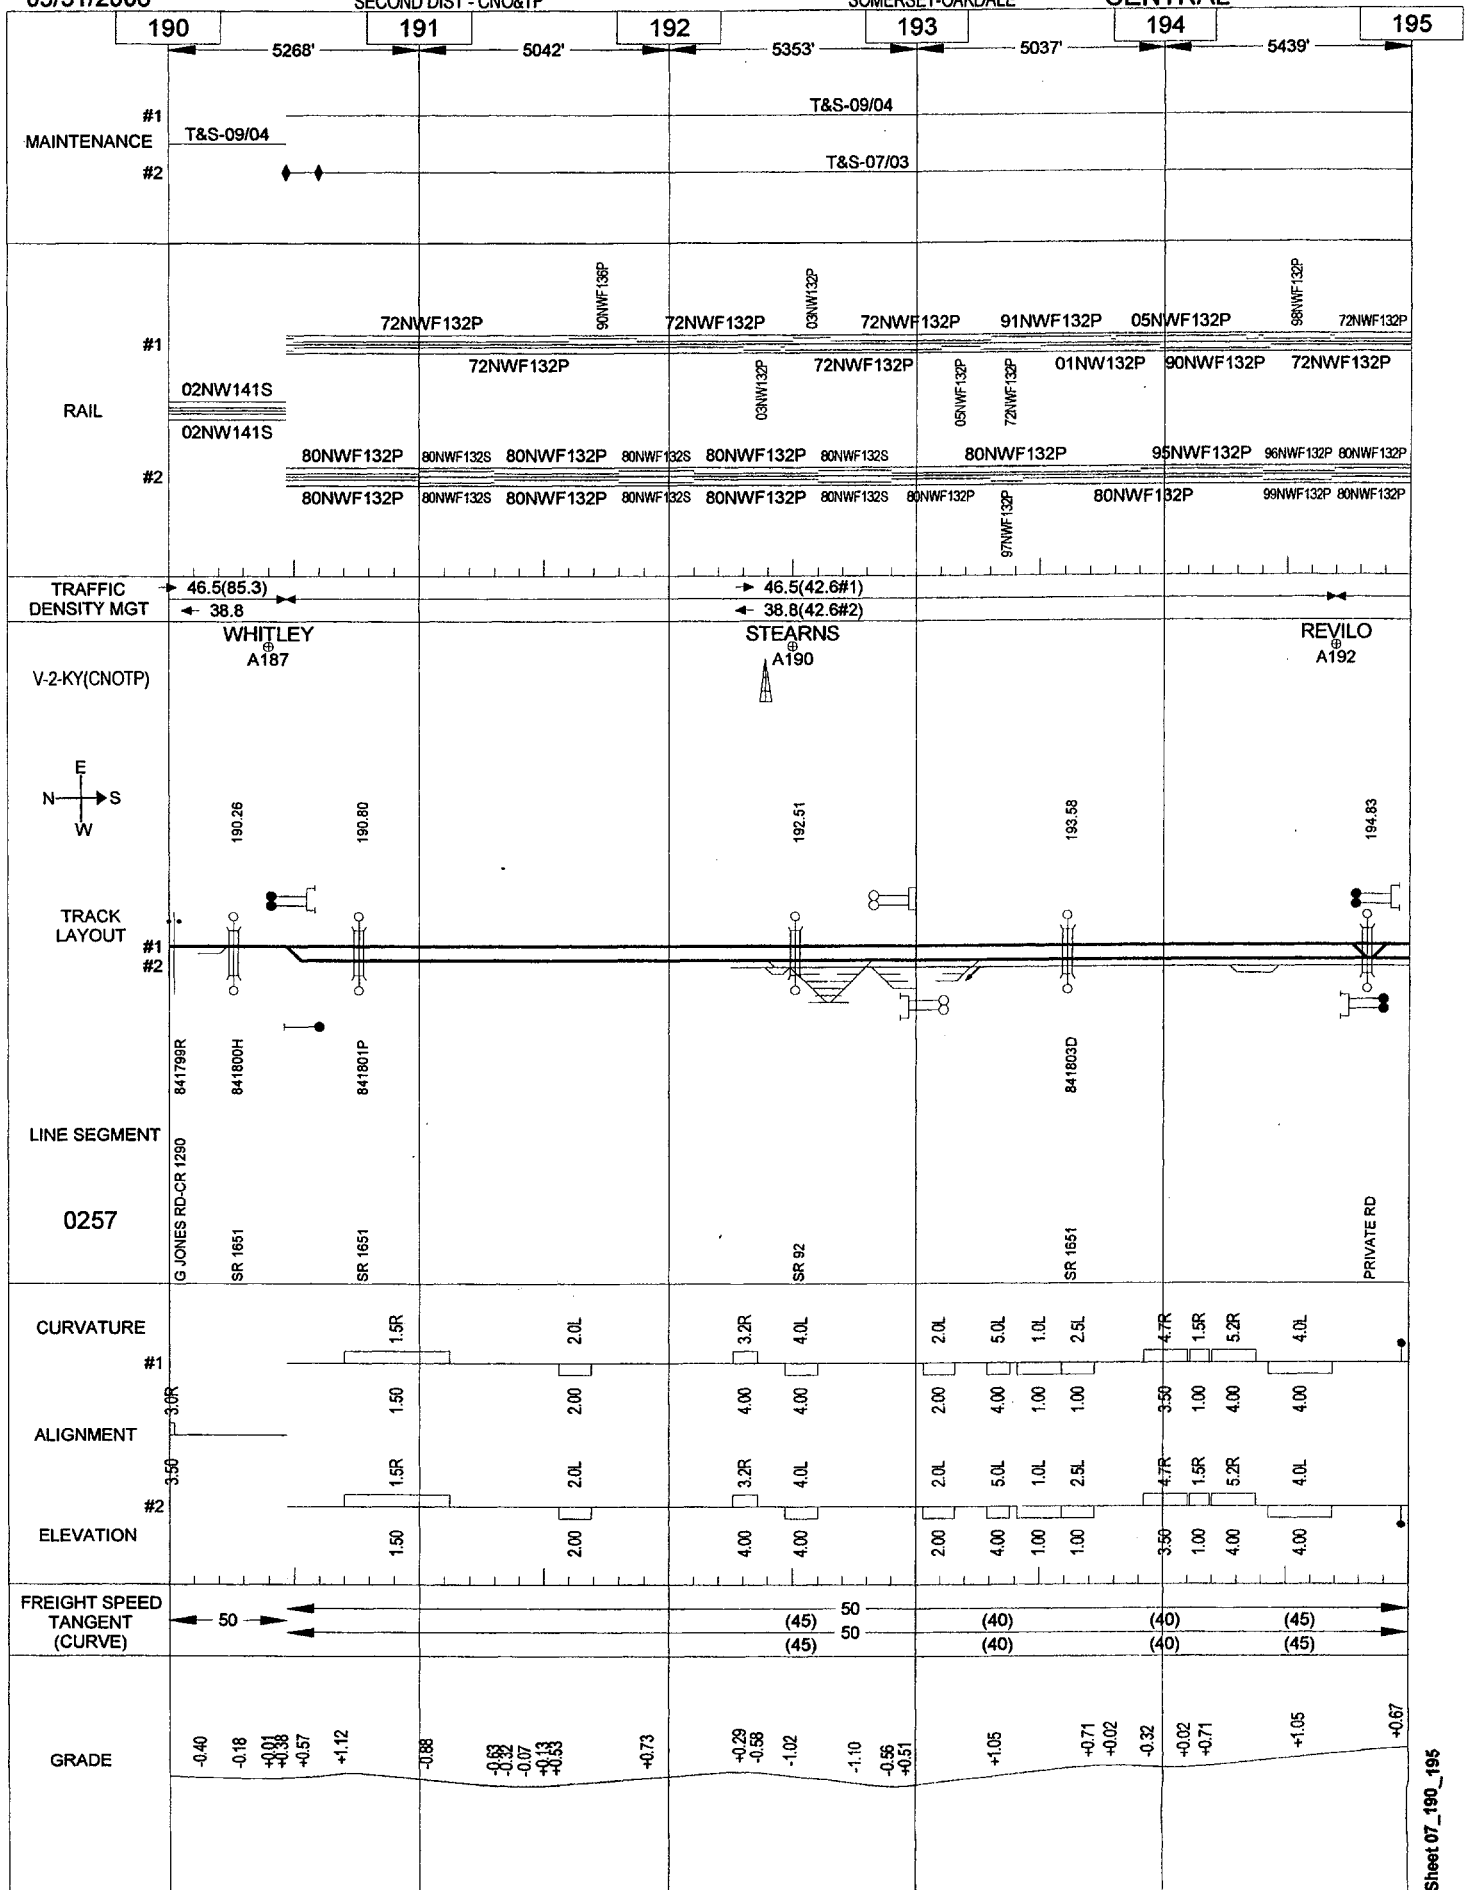 SECOND DIST - CNO&TP SOMERSET-OAKDALE CENTRAL
190 191 192 193 194 195
5268' 5042' 5353' 5037' 5439'
#1 T&S-09/04
MAINTENANCE T&S-09/04
#2 T&S-07/03
90NWF136P 03NW132P 98NWF132P
72NWF132P 72NWF132P 72NWF132P 91NWF132P 05NWF132P 72NWF132P
#1
72NWF132P 72NWF132P 01NW132P 90NWF132P 72NWF132P
03NW132P 05NWF132P 72NWF132P
02NW141S
RAIL
02NW141S
80NWF132P 80NWF132S 80NWF132P 80NWF132S 80NWF132P 80NWF132S 80NWF132P 95NWF132P 96NWF132P 80NWF132P
#2
80NWF132P 80NWF132S 80NWF132P 80NWF132S 80NWF132P 80NWF132S 80NWF132P 80NWF132P 99NWF132P 80NWF132P
97NWF132P
TRAFFIC 46.5(85.3) 46.5(42.6#1)
DENSITY MGT 38.8 38.8(42.6#2)
WHITLEY STEARNS REVILO
A187 A190 A192
V-2-KY(CNOTP)
E
N S
W
190.26 190.80 192.51 193.58 194.83
TRACK
LAYOUT
#1
#2
841799R 841800H 841801P 841803D
LINE SEGMENT
0257
G JONES RD-CR 1290 SR 1651 SR 1651 SR 92 SR 1651 PRIVATE RD
CURVATURE 1.5R 2.0L 3.2R 4.0L 2.0L 5.0L 1.0L 2.5L 4.7R 1.5R 5.2R 4.0L
#1
3.0R 1.50 2.00 4.00 4.00 2.00 4.00 1.00 1.00 3.50 1.00 4.00 4.00
ALIGNMENT
3.50 1.5R 2.0L 3.2R 4.0L 2.0L 5.0L 1.0L 2.5L 4.7R 1.5R 5.2R 4.0L
#2
ELEVATION 1.50 2.00 4.00 4.00 2.00 4.00 1.00 1.00 3.50 1.00 4.00 4.00
FREIGHT SPEED 50
TANGENT 50 (45) (40) (40) (45)
50
(CURVE) (45) (40) (40) (45)
GRADE -0.40 -0.18 +0.01 +0.38 +0.57 +1.12 -0.88 -0.63 -0.32 -0.07 +0.13 +0.53 +0.73 +0.29 -0.58 -1.02 -1.10 -0.56 +0.51 +1.05 +0.71 +0.02 -0.32 +0.02 +0.71 +1.05 +0.67
Sheet 07_190_195